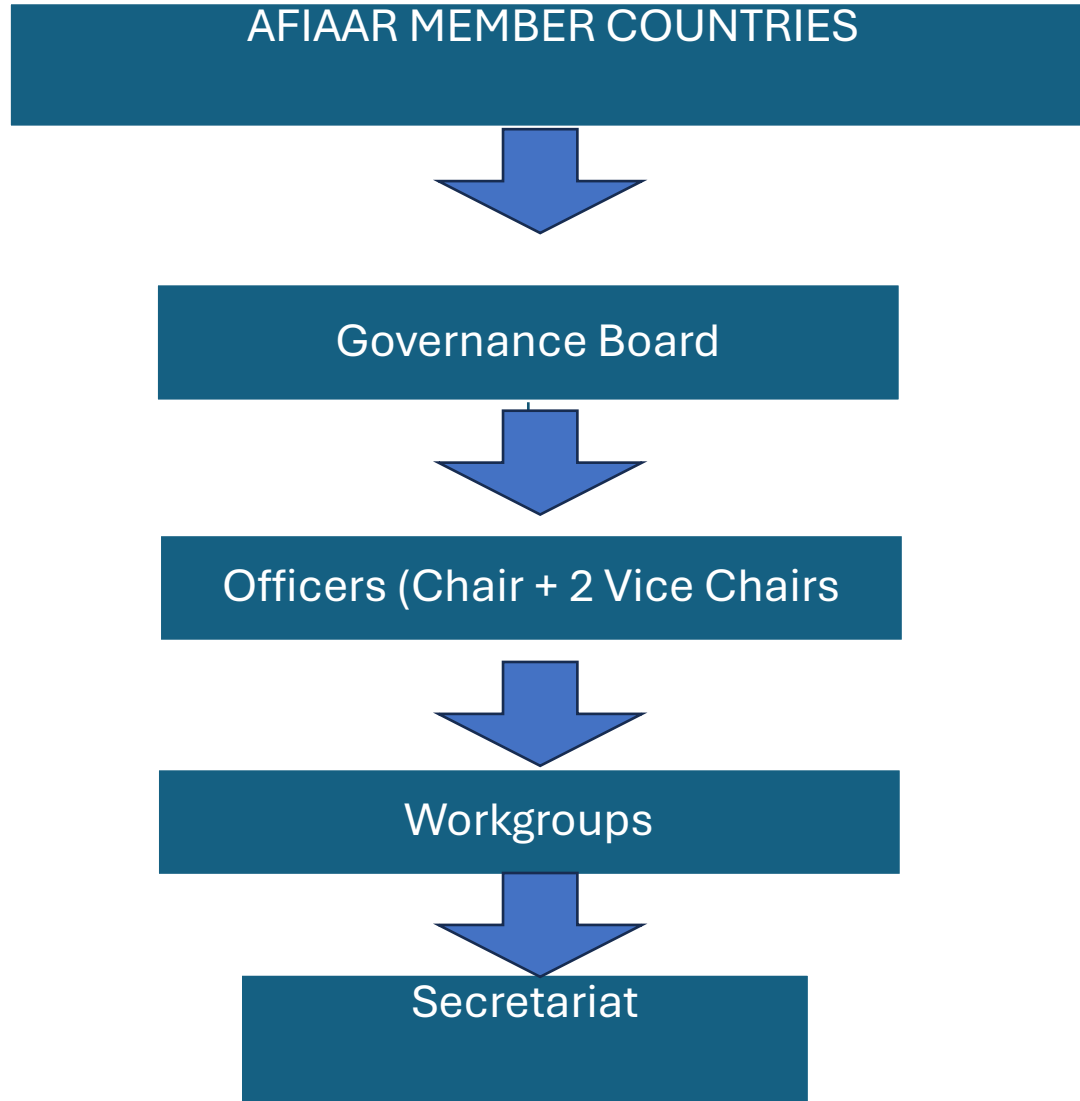 AFIAAR MEMBER COUNTRIES
Governance Board
Officers (Chair + 2 Vice Chairs
Workgroups
Secretariat